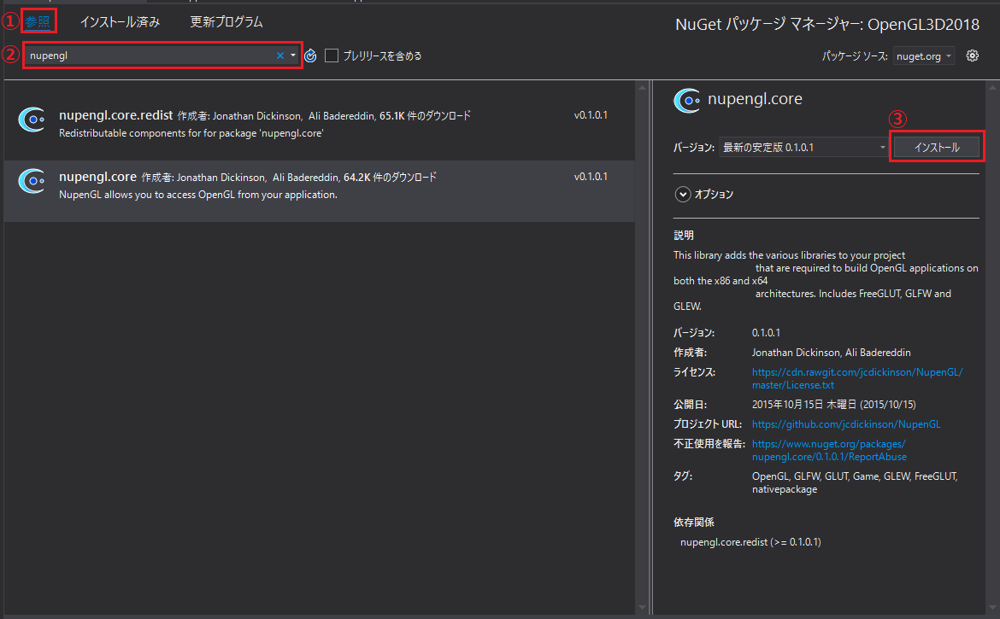 ① 参照 インストール済み 更新プログラム
NuGet パッケージ マネージャー: OpenGL3D2018
② nupengl プレリリースを含める
パッケージ ソース: nuget.org
nupengl.core.redist 作成者: Jonathan Dickinson, Ali Badereddin, 65.1K 件のダウンロード v0.1.0.1
Redistributable components for for package 'nupengl.core'
nupengl.core 作成者: Jonathan Dickinson, Ali Badereddin, 64.2K 件のダウンロード v0.1.0.1
NupenGL allows you to access OpenGL from your application.
nupengl.core
③
バージョン: 最新の安定版 0.1.0.1 インストール
オプション
説明
This library adds the various libraries to your project
that are required to build OpenGL applications on
both the x86 and x64
architectures. Includes FreeGLUT, GLFW and
GLEW.
バージョン: 0.1.0.1
作成者: Jonathan Dickinson, Ali Badereddin
ライセンス: https://cdn.rawgit.com/jcdickinson/NupenGL/
master/License.txt
公開日: 2015年10月15日 木曜日 (2015/10/15)
プロジェクト URL: https://github.com/jcdickinson/NupenGL
不正使用を報告: https://www.nuget.org/packages/
nupengl.core/0.1.0.1/ReportAbuse
タグ: OpenGL, GLFW, GLUT, Game, GLEW, FreeGLUT,
nativepackage
依存関係
nupengl.core.redist (>= 0.1.0.1)